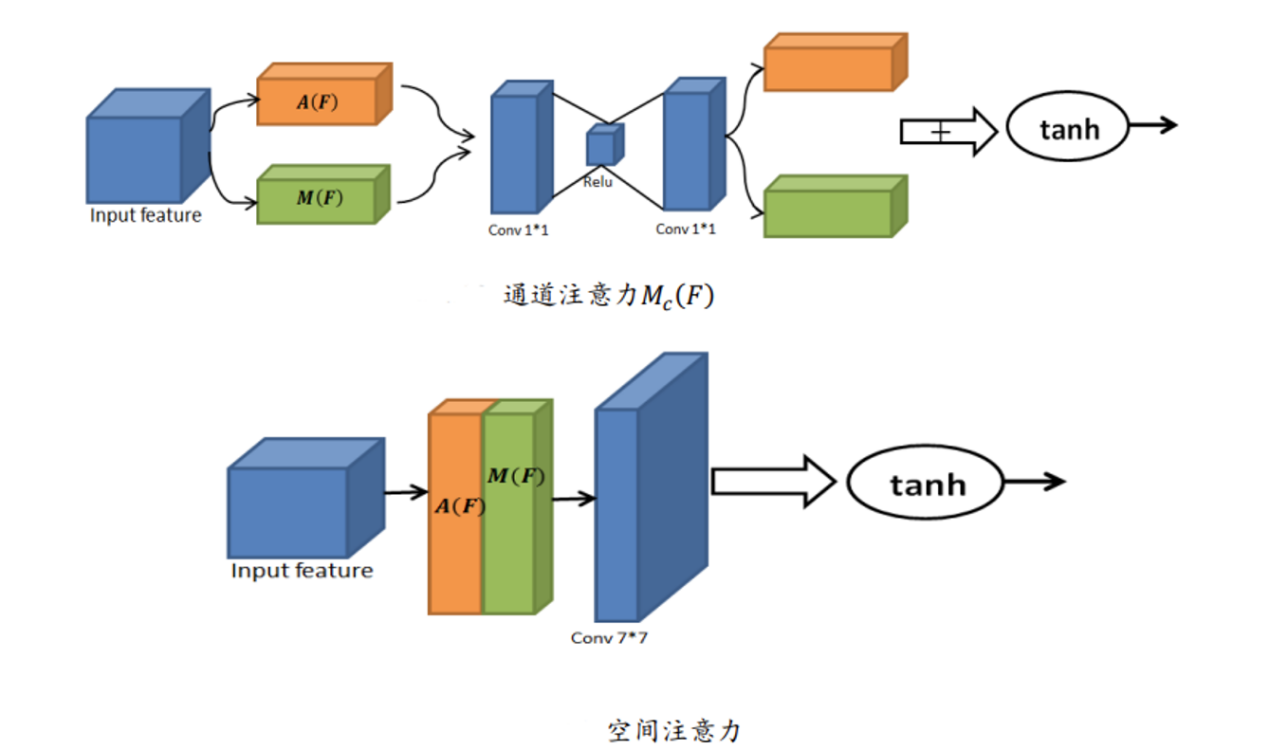 A(F)
M(F)
Input feature
Relu
Conv 1*1
Conv 1*1
+
tanh
通道注意力M_c(F)
A(F)
M(F)
Input feature
Conv 7*7
tanh
空间注意力